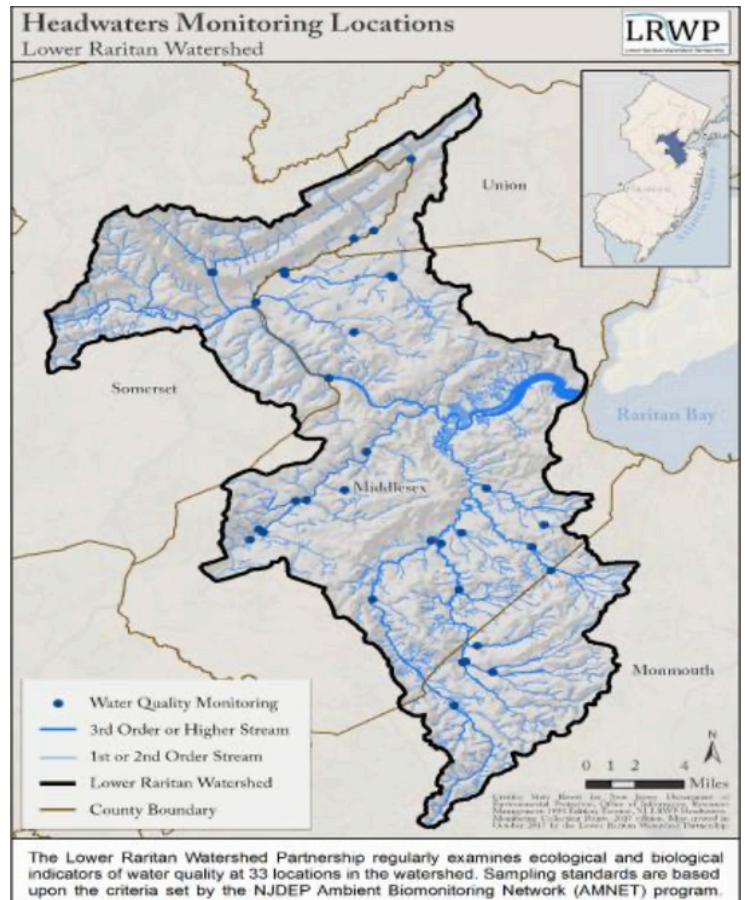 Headwaters Monitoring Locations
Lower Raritan Watershed
LRWP
Union
Somerset
Raritan Bay
Middlesex
Monmouth
Water Quality Monitoring
3rd Order or Higher Stream
1st or 2nd Order Stream
Lower Raritan Watershed
County Boundary
N
0 1 2 4
Miles
The Lower Raritan Watershed Partnership regularly examines ecological and biological
indicators of water quality at 33 locations in the watershed. Sampling standards are based
upon the criteria set by the NJDEP Ambient Biomonitoring Network (AMNET) program.